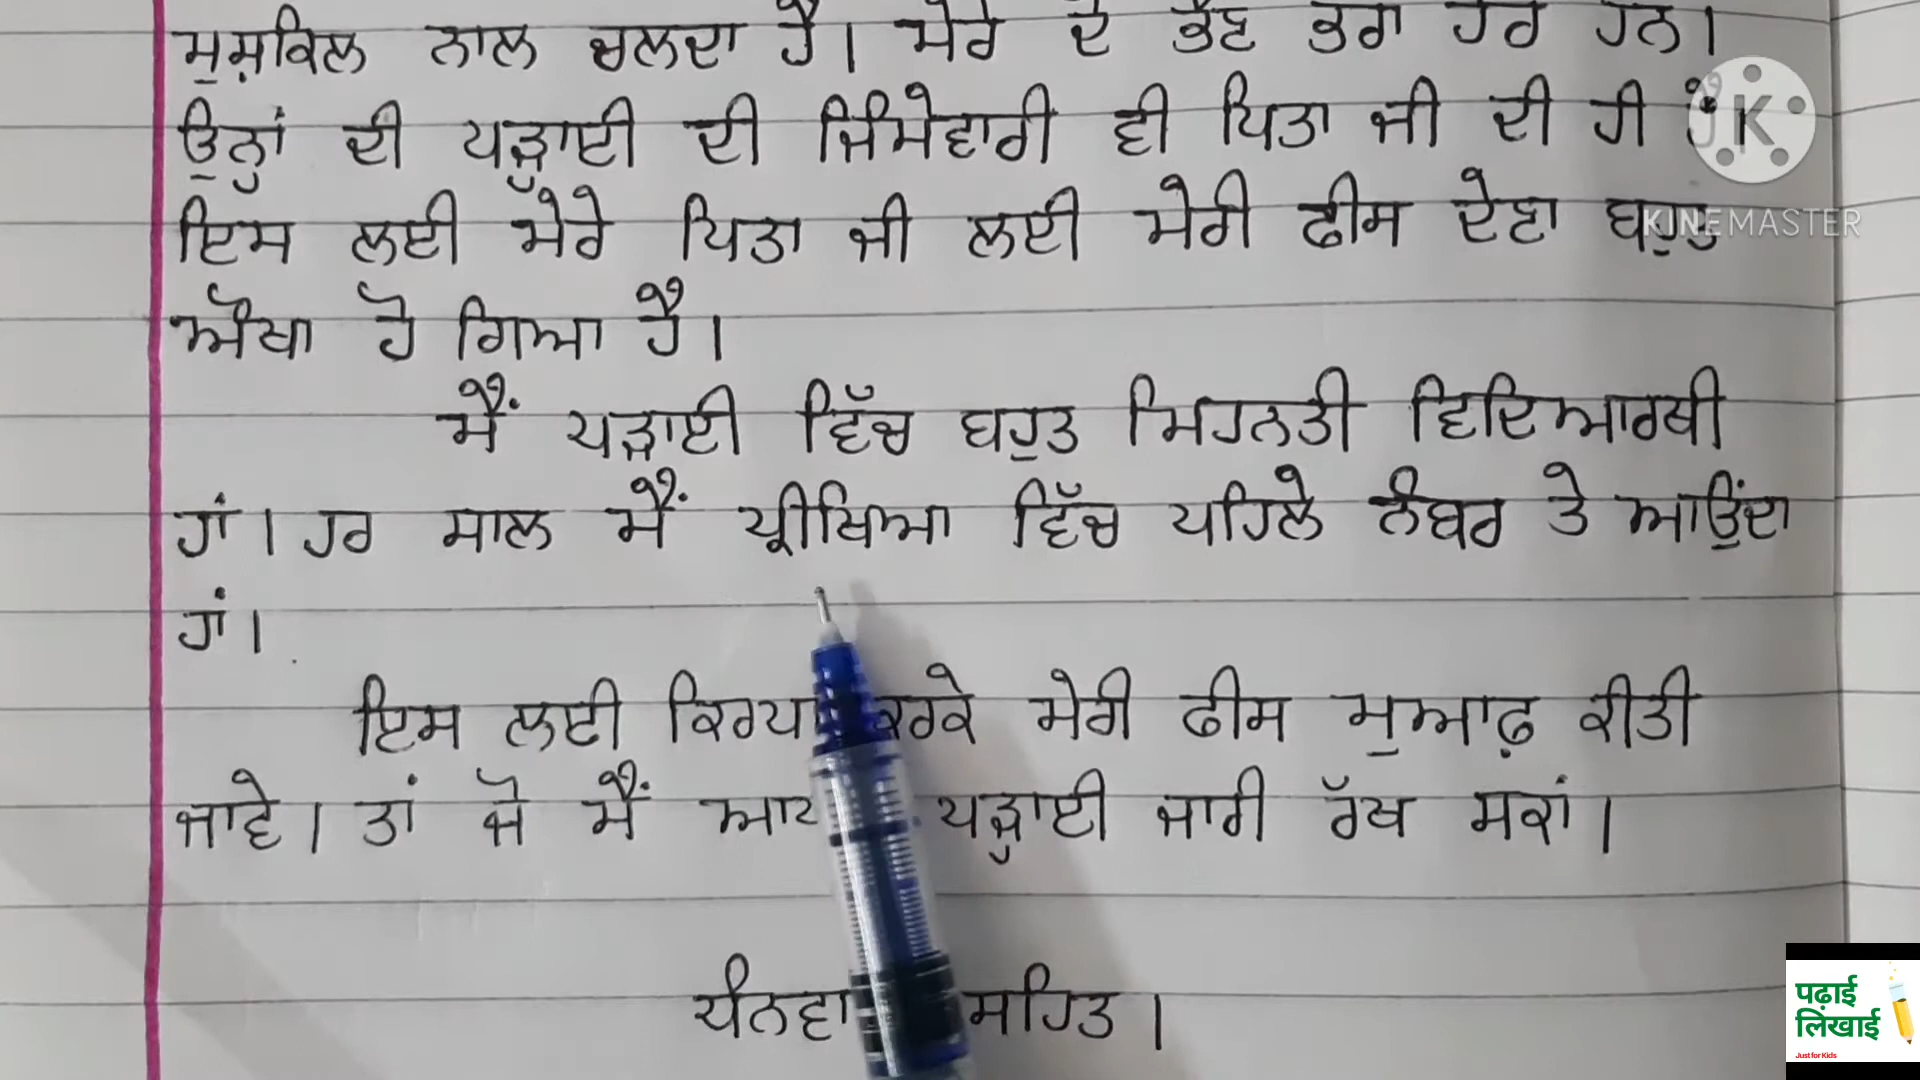 ਮੁਸ਼ਕਿਲ ਨਾਲ ਚਲਦਾ ਹੈ। ਮੇਰੇ ਦੋ ਭੈਣ ਭਰਾ ਹੋਰ ਹਨ।
ਉਨ੍ਹਾਂ ਦੀ ਪੜ੍ਹਾਈ ਦੀ ਜ਼ਿੰਮੇਵਾਰੀ ਵੀ ਪਿਤਾ ਜੀ ਦੀ ਹੀ
ਇਸ ਲਈ ਮੇਰੇ ਪਿਤਾ ਜੀ ਲਈ ਮੇਰੀ ਫੀਸ ਦੇਣਾ ਬਹੁਤ
ਔਖਾ ਹੋ ਗਿਆ ਹੈ।
ਮੈਂ ਪੜ੍ਹਾਈ ਵਿੱਚ ਬਹੁਤ ਮਿਹਨਤੀ ਵਿਦਿਆਰਥੀ
ਹਾਂ। ਹਰ ਸਾਲ ਮੈਂ ਪ੍ਰੀਖਿਆ ਵਿੱਚ ਪਹਿਲੇ ਨੰਬਰ ਤੇ ਆਉਂਦਾ
ਹਾਂ।
ਇਸ ਲਈ ਕਿਰਪਾ ਕਰਕੇ ਮੇਰੀ ਫੀਸ ਮੁਆਫ਼ ਕੀਤੀ
ਜਾਵੇ। ਤਾਂ ਜੋ ਮੈਂ ਪੜ੍ਹਾਈ ਜਾਰੀ ਰੱਖ ਸਕਾਂ।
ਸਹਿਤ।
K
KINEMASTER
पढ़ाई
लिखाई
Just for Kids